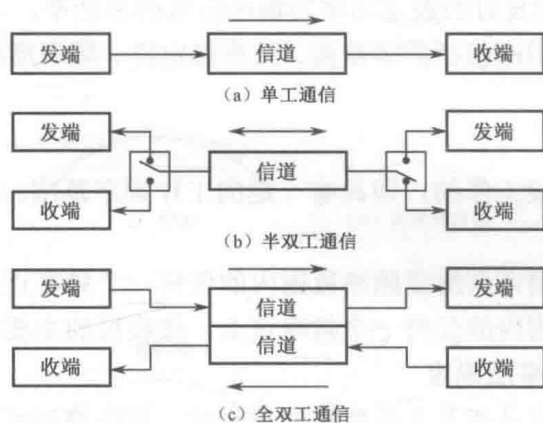 发端 信道 收端
(a) 单工通信
发端 发端
信道
收端 收端
(b) 半双工通信
发端 信道 发端
收端 信道 收端
(c) 全双工通信